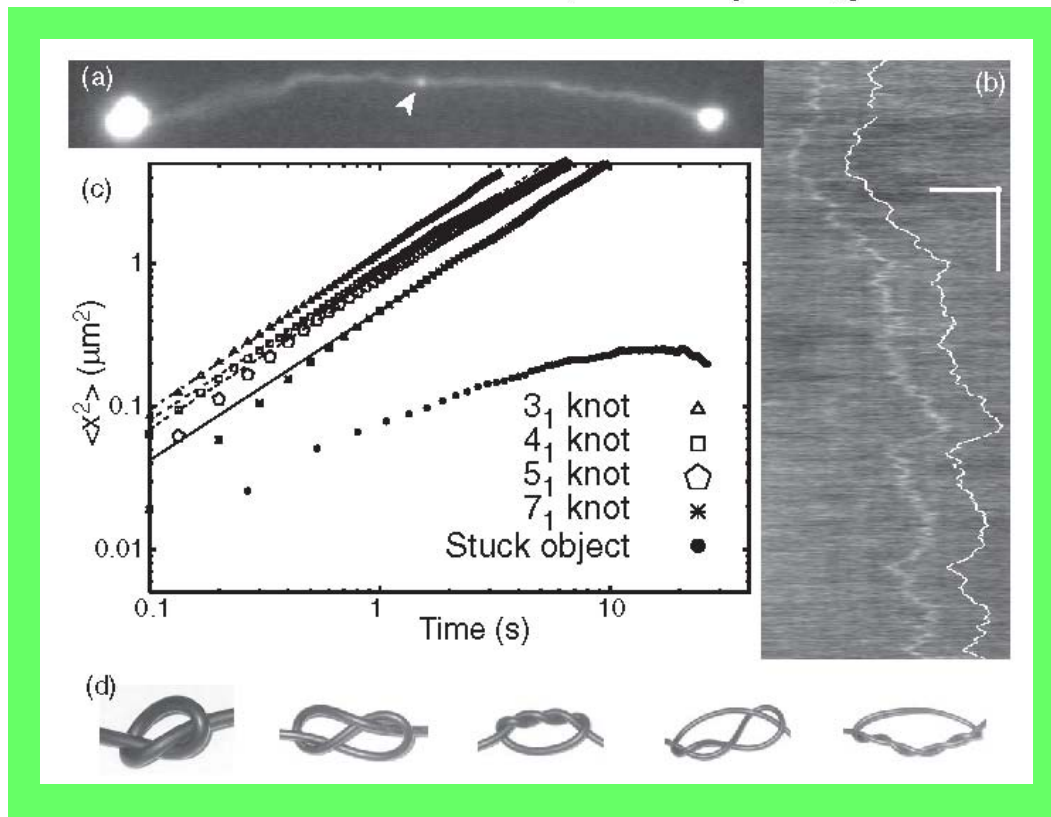 (a)
(b)
(c)
1
0.1
0.01
<x²> (μm²)
3₁ knot
4₁ knot
5₁ knot
7₁ knot
Stuck object
0.1
1
10
Time (s)
(d)